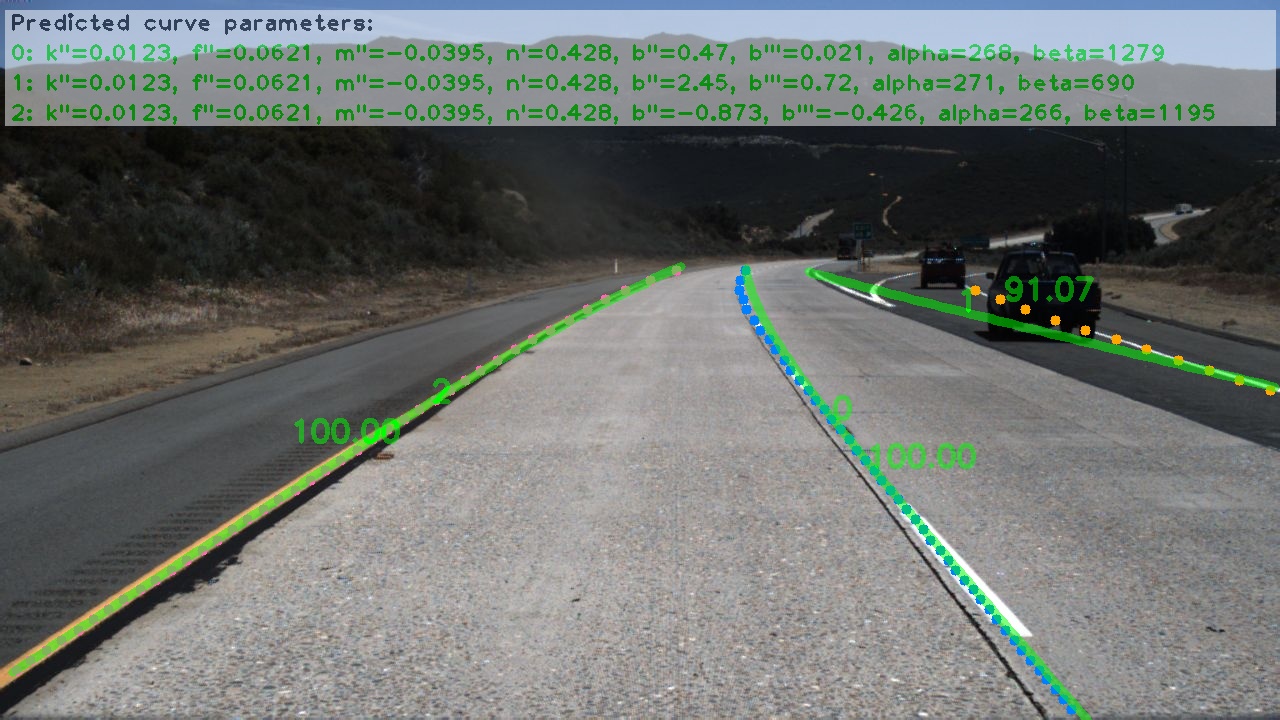 Predicted curve parameters:
0: k''=0.0123, f''=0.0621, m''=-0.0395, n'=0.428, b''=0.47, b'''=0.021, alpha=268, beta=1279
1: k''=0.0123, f''=0.0621, m''=-0.0395, n'=0.428, b''=2.45, b'''=0.72, alpha=271, beta=690
2: k''=0.0123, f''=0.0621, m''=-0.0395, n'=0.428, b''=-0.873, b'''=-0.426, alpha=266, beta=1195
1 91.07
2
0
100.00
100.00